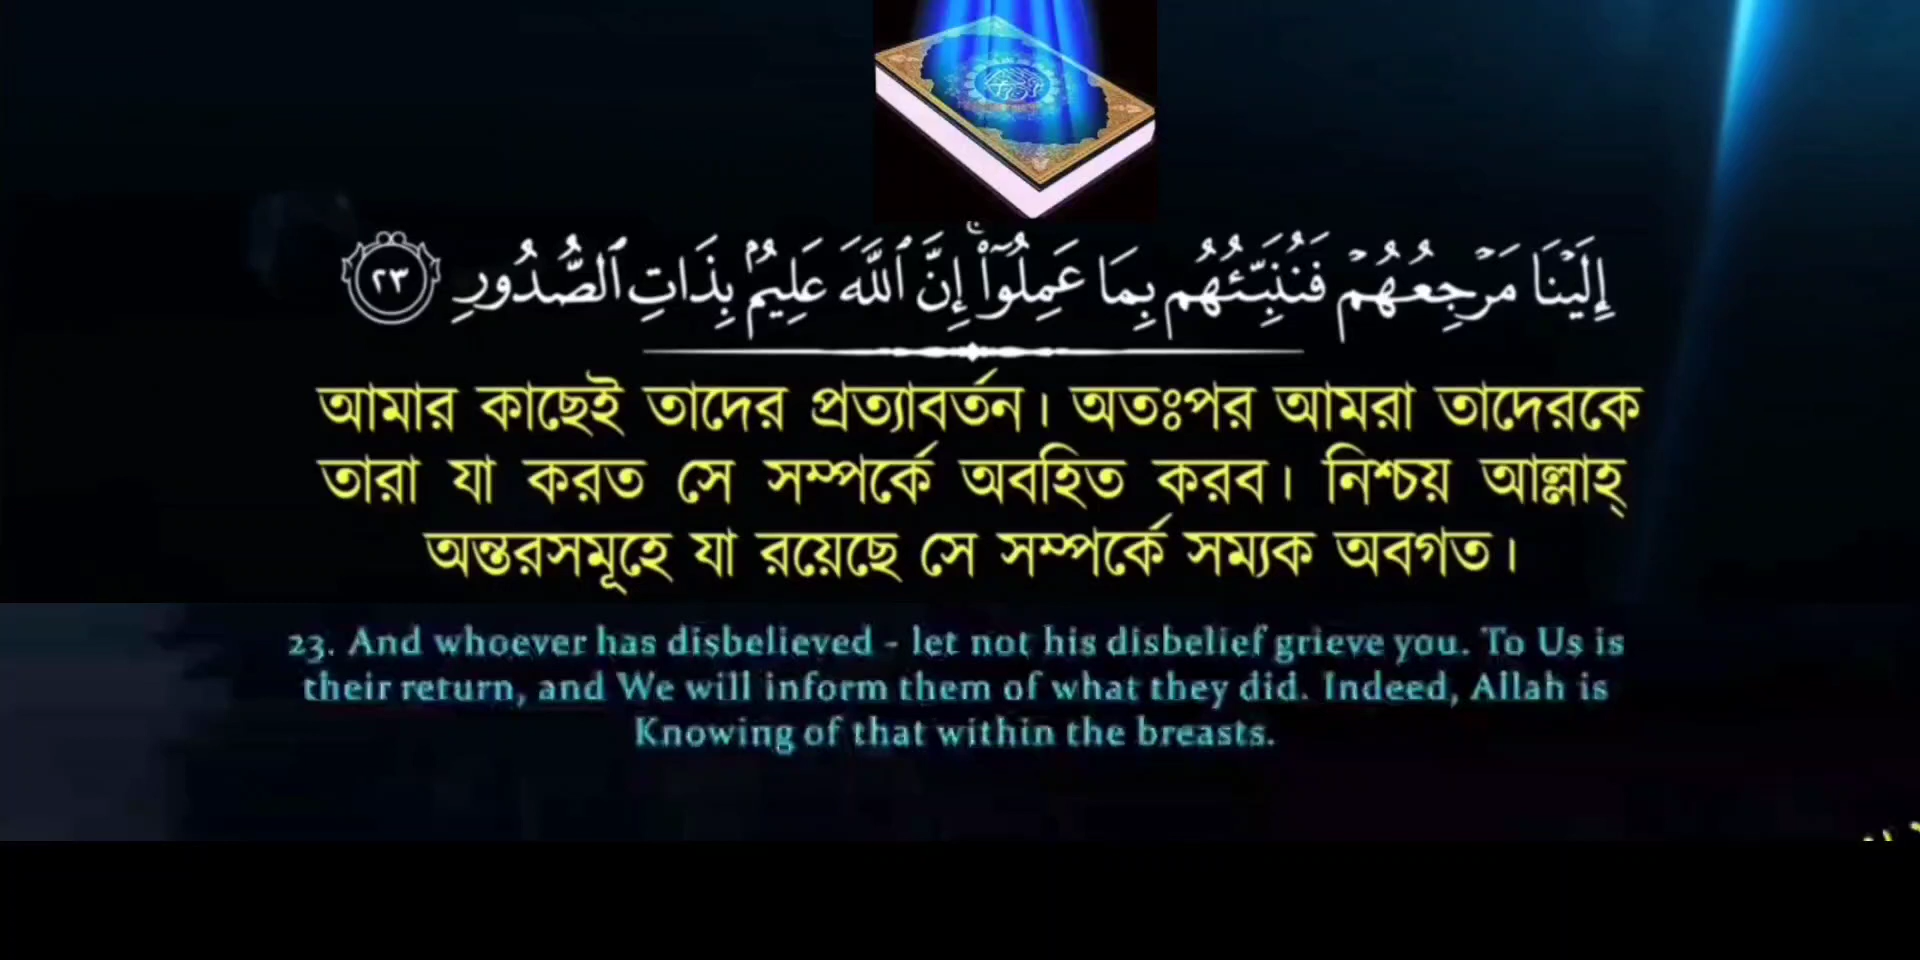 إِلَيْنَا مَرْجِعُهُمْ فَنُنَبِّئُهُم بِمَا عَمِلُوٓا۟ ۚ إِنَّ ٱللَّهَ عَلِيمٌۢ بِذَاتِ ٱلصُّدُورِ ٢٣
আমার কাছেই তাদের প্রত্যাবর্তন। অতঃপর আমরা তাদেরকে
তারা যা করত সে সম্পর্কে অবহিত করব। নিশ্চয় আল্লাহ্
অন্তরসমূহে যা রয়েছে সে সম্পর্কে সম্যক অবগত।
23. And whoever has disbelieved - let not his disbelief grieve you. To Us is
their return, and We will inform them of what they did. Indeed, Allah is
Knowing of that within the breasts.